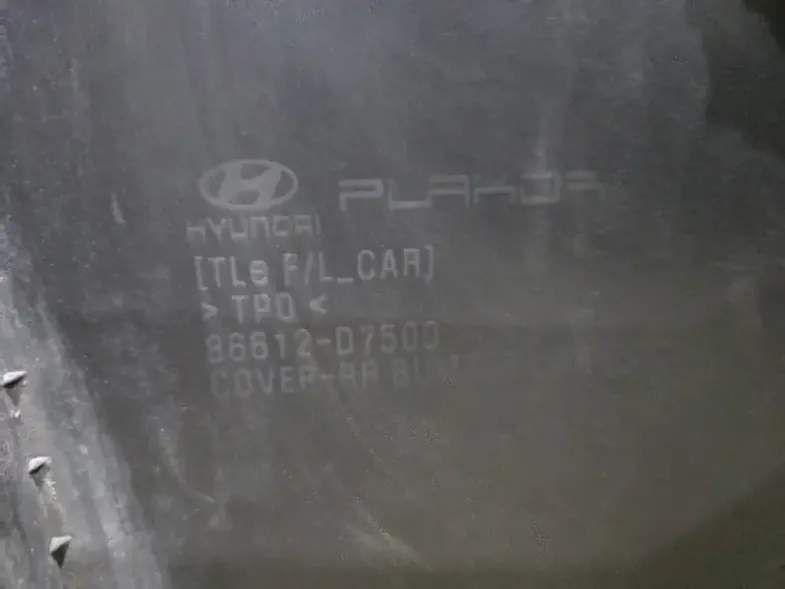 HYUNDAI PLAKOR
[TLe F/L_CAR]
>TPO<
86612-D7500
COVER-RR